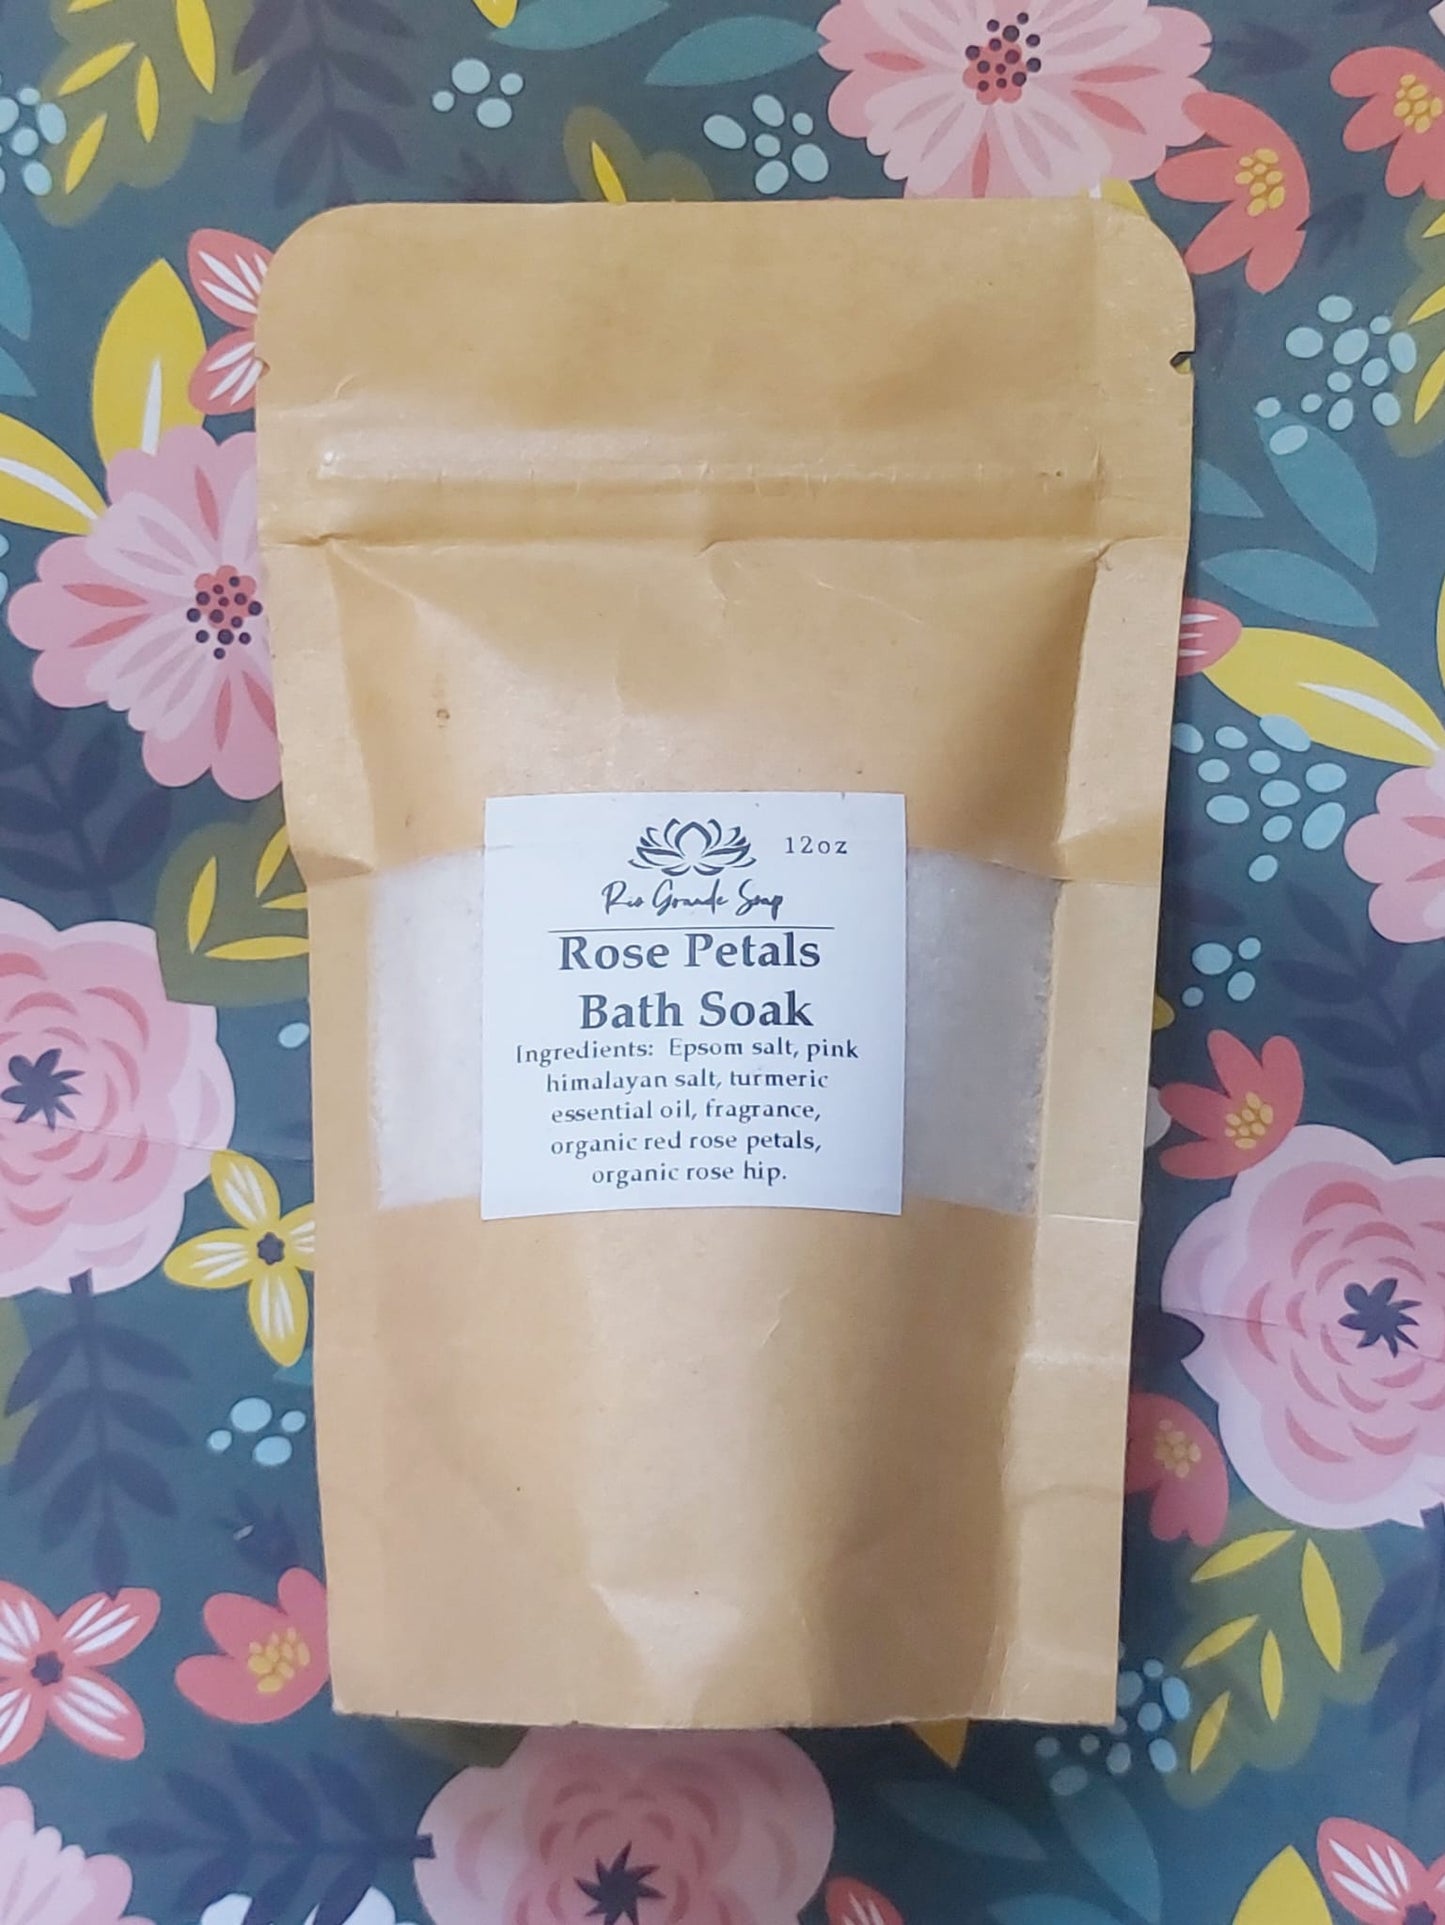 12oz
Rio Grande Soap
Rose Petals
Bath Soak
Ingredients: Epsom salt, pink
himalayan salt, turmeric
essential oil, fragrance,
organic red rose petals,
organic rose hip.